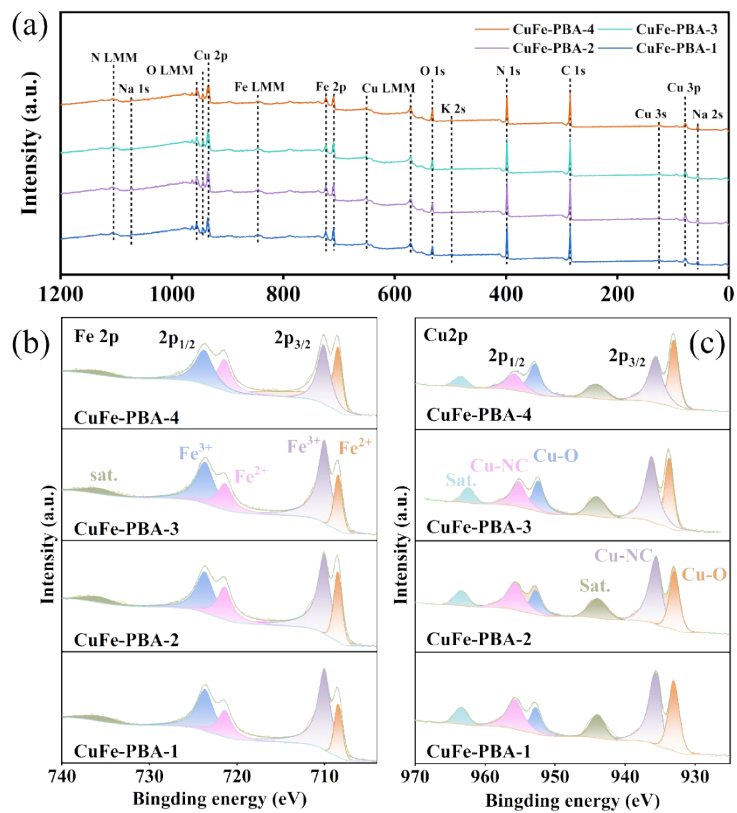 (a)
CuFe-PBA-4 CuFe-PBA-3
CuFe-PBA-2 CuFe-PBA-1
N LMM
Na 1s
O LMM
Cu 2p
Fe LMM
Fe 2p
Cu LMM
O 1s
K 2s
N 1s
C 1s
Cu 3s
Cu 3p
Na 2s
Intensity (a.u.)
1200 1000 800 600 400 200 0
(b)
Fe 2p
2p1/2
2p3/2
CuFe-PBA-4
sat.
Fe3+
Fe2+
Fe3+
Fe2+
CuFe-PBA-3
CuFe-PBA-2
CuFe-PBA-1
Intensity (a.u.)
740 730 720 710
Bingding energy (eV)
(c)
Cu2p
2p1/2
2p3/2
CuFe-PBA-4
Sat.
Cu-NC
Cu-O
CuFe-PBA-3
Cu-NC
Sat.
Cu-O
CuFe-PBA-2
CuFe-PBA-1
Intensity (a.u.)
970 960 950 940 930
Bingding energy (eV)